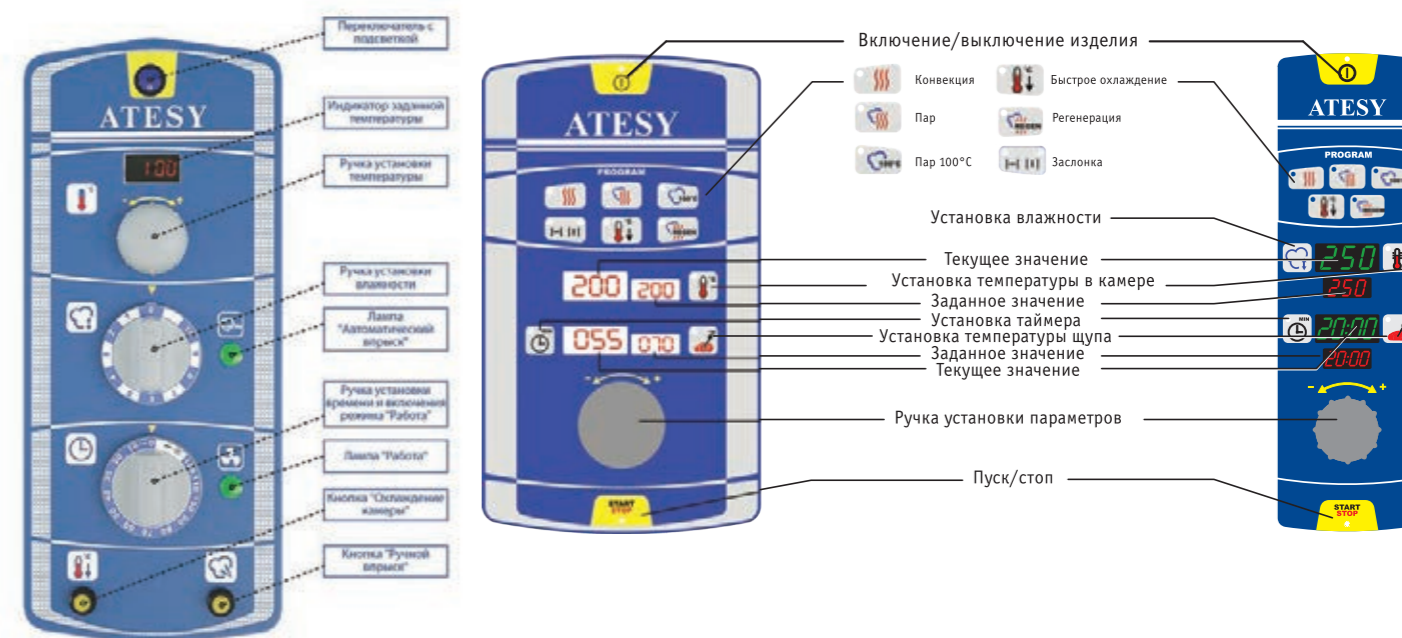 Переключатель с
подсветкой
ATESY
Индикатор заданной
температуры
100
Ручка установки
температуры
Ручка установки
влажности
Лампа
"Автоматический
впрыск"
Ручка установки
времени и включения
режима "Работа"
Лампа "Работа"
Кнопка "Охлаждение
камеры"
Кнопка "Ручной
впрыск"
ATESY
PROGRAM
100°C
REGEN
200 200
055 070
- +
START
STOP
Включение/выключение изделия
Конвекция
Быстрое охлаждение
Пар
Регенерация
Пар 100°С
Заслонка
Установка влажности
Текущее значение
Установка температуры в камере
Заданное значение
Установка таймера
Установка температуры щупа
Заданное значение
Текущее значение
Ручка установки параметров
Пуск/стоп
ATESY
PROGRAM
250
250
MIN
20:00
20:00
- +
START
STOP